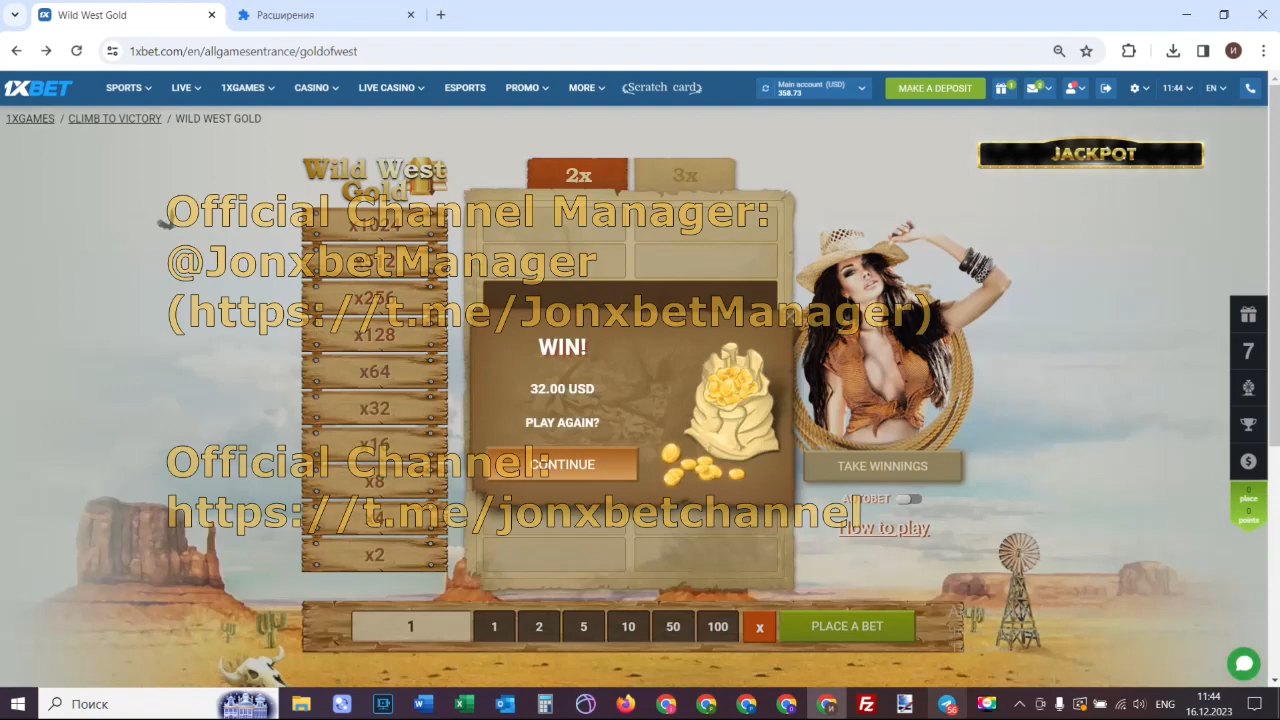 Wild West Gold
Расширения
1xbet.com/en/allgamesentrance/goldofwest
1XBET
SPORTS
LIVE
1XGAMES
CASINO
LIVE CASINO
ESPORTS
PROMO
MORE
Scratch card
Main account (USD)
358.73
MAKE A DEPOSIT
1
2
11:44
EN
1XGAMES / CLIMB TO VICTORY / WILD WEST GOLD
JACKPOT
Wild West
Gold
2x
3x
Official Channel Manager:
@JonxbetManager
(https://t.me/JonxbetManager)
x1024
x256
x128
x64
x32
x16
x8
x2
WIN!
32.00 USD
PLAY AGAIN?
CONTINUE
Official Channel:
https://t.me/jonxbetchannel
TAKE WINNINGS
AUTOBET
How to play
7
0
place
0
points
1
1
2
5
10
50
100
x
PLACE A BET
Поиск
56
ENG
11:44
16.12.2023